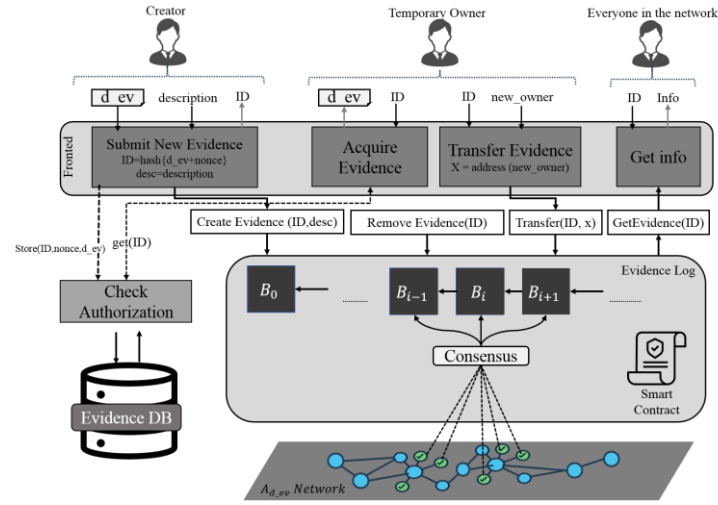 Creator
Temporary Owner
Everyone in the network
d_ev
description
ID
d_ev
ID
ID
new_owner
ID
Info
Fronted
Submit New Evidence
ID=hash{d_ev+nonce}
desc=description
Acquire
Evidence
Transfer Evidence
X = address (new_owner)
Get info
Create Evidence (ID,desc)
Remove Evidence(ID)
Transfer(ID, x)
GetEvidence(ID)
Store(ID,nonce,d_ev)
get(ID)
Evidence Log
B0
............
Bi−1
Bi
Bi+1
............
Check
Authorization
Consensus
Smart
Contract
Evidence DB
Ad_ev Network